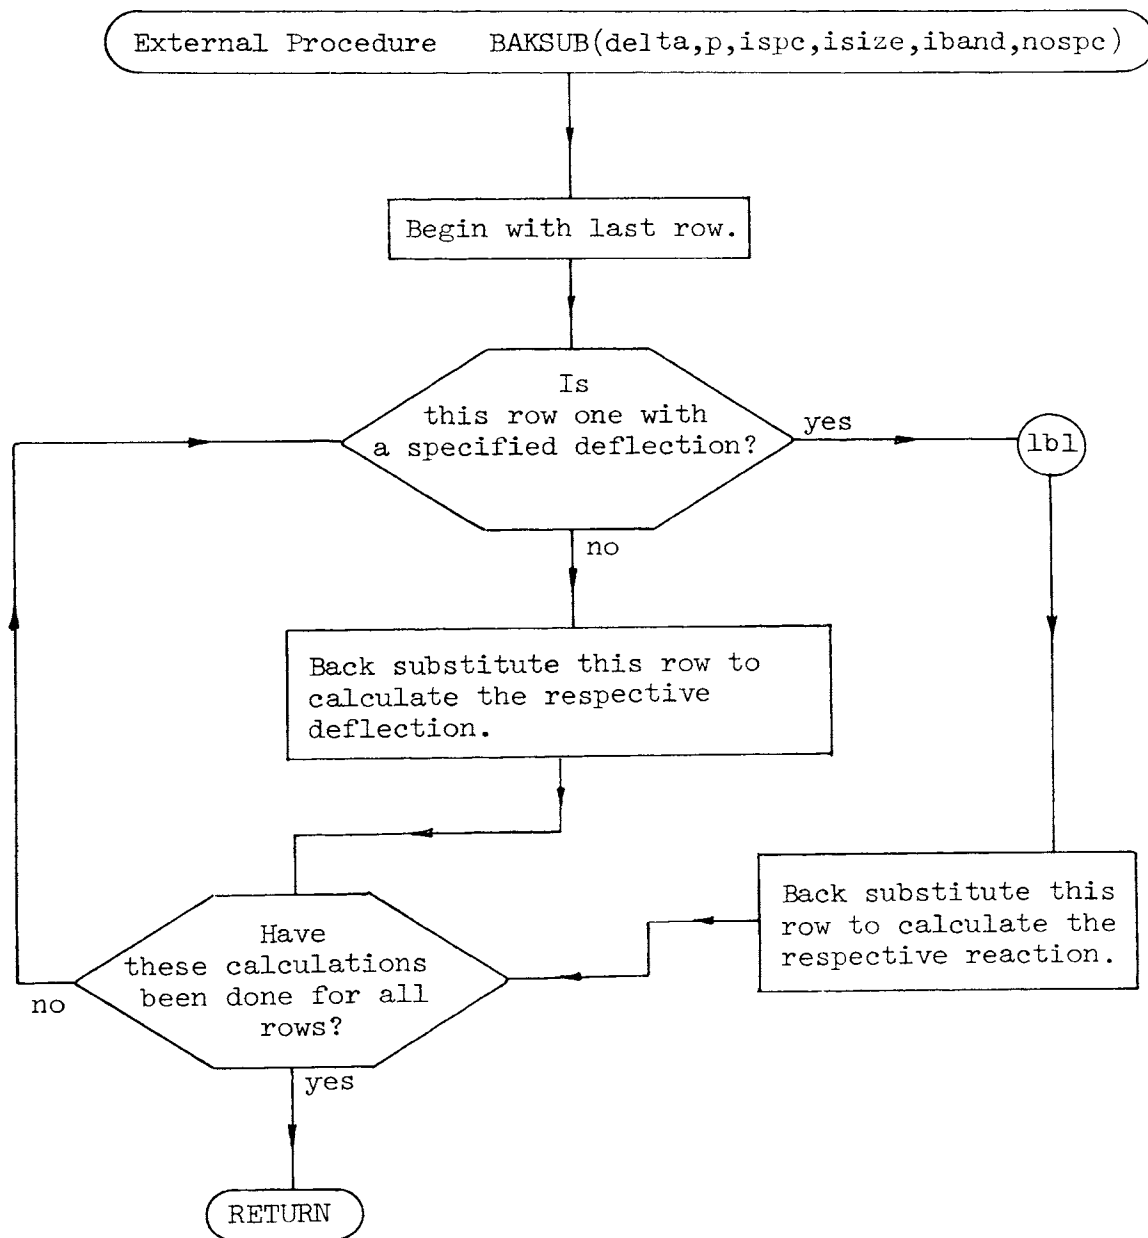 External Procedure BAKSUB(delta,p,ispc,isize,iband,nospc)
Begin with last row.
Is
this row one with
a specified deflection?
yes
lbl
no
Back substitute this row to
calculate the respective
deflection.
Back substitute this
row to calculate the
respective reaction.
Have
these calculations
been done for all
rows?
no
yes
RETURN